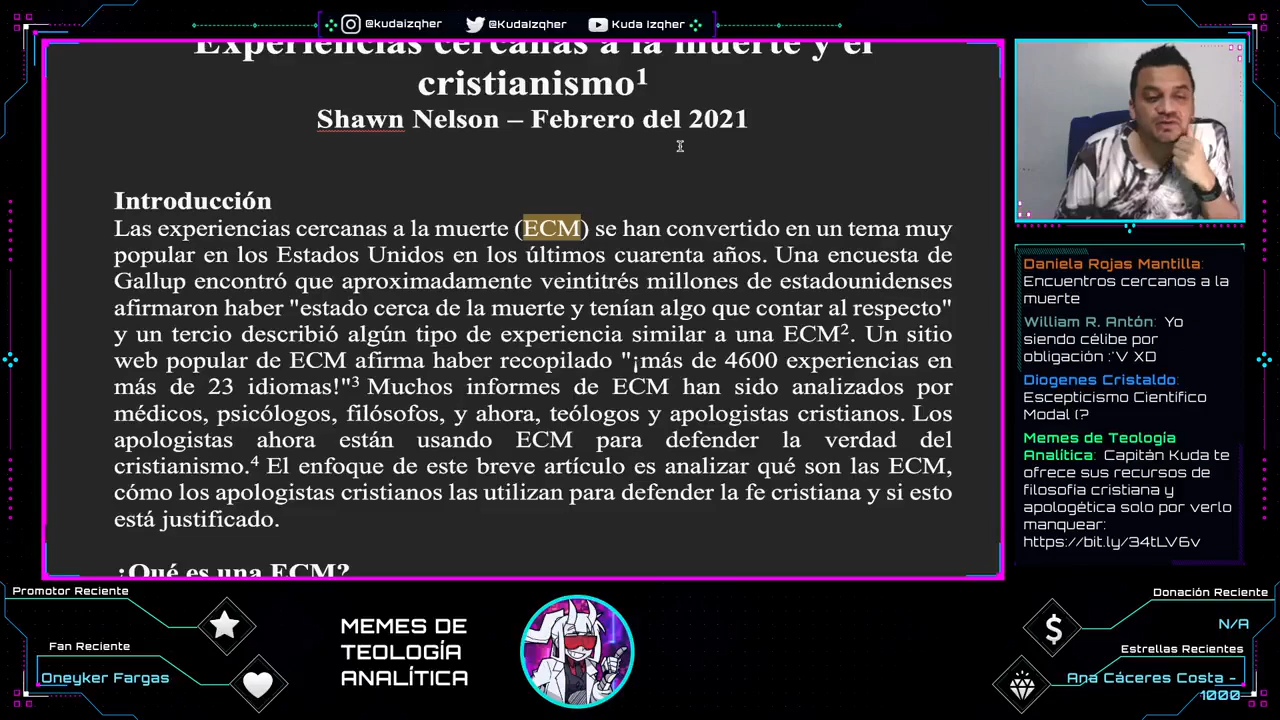 @kudaizqher
@Kudaizqher
Kuda Izqher
Experiencias cercanas a la muerte y el
cristianismo1
Shawn Nelson – Febrero del 2021
Introducción
Las experiencias cercanas a la muerte (ECM) se han convertido en un tema muy
popular en los Estados Unidos en los últimos cuarenta años. Una encuesta de
Gallup encontró que aproximadamente veintitrés millones de estadounidenses
afirmaron haber "estado cerca de la muerte y tenían algo que contar al respecto"
y un tercio describió algún tipo de experiencia similar a una ECM2. Un sitio
web popular de ECM afirma haber recopilado "¡más de 4600 experiencias en
más de 23 idiomas!"3 Muchos informes de ECM han sido analizados por
médicos, psicólogos, filósofos, y ahora, teólogos y apologistas cristianos. Los
apologistas ahora están usando ECM para defender la verdad del
cristianismo.4 El enfoque de este breve artículo es analizar qué son las ECM,
cómo los apologistas cristianos las utilizan para defender la fe cristiana y si esto
está justificado.
¿Qué es una ECM?
Daniela Rojas Mantilla:
Encuentros cercanos a la
muerte
William R. Antón: Yo
siendo célibe por
obligación :'V XD
Diogenes Cristaldo:
Escepticismo Científico
Modal (?
Memes de Teología
Analítica: Capitán Kuda te
ofrece sus recursos de
filosofía cristiana y
apologética solo por verlo
manquear:
https://bit.ly/34tLV6v
Promotor Reciente
Fan Reciente
Oneyker Fargas
MEMES DE
TEOLOGÍA
ANALÍTICA
Donación Reciente
N/A
Estrellas Recientes
Ana Cáceres Costa -
1000